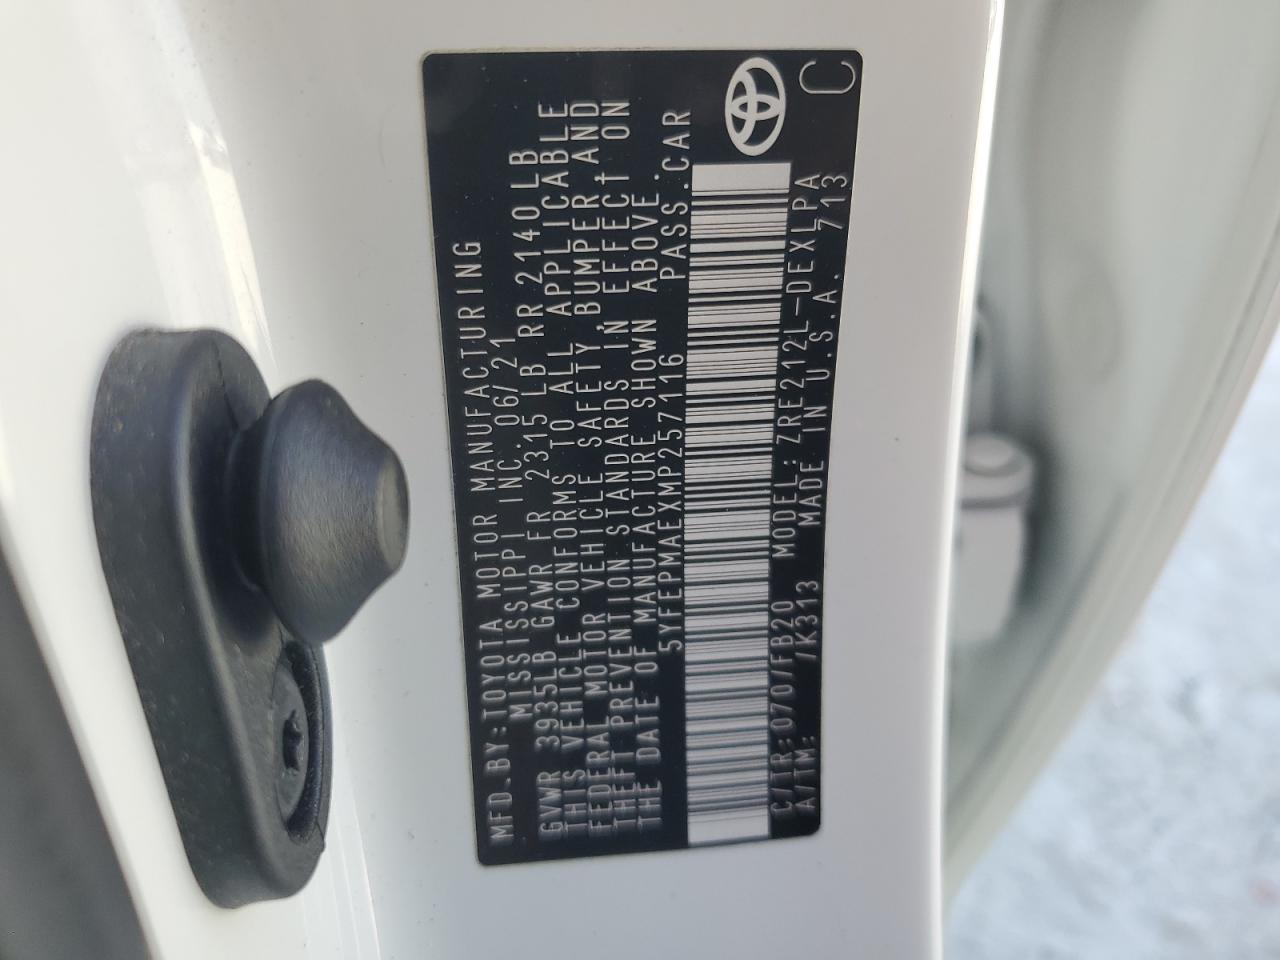 MFD.BY:TOYOTA MOTOR MANUFACTURING
MISSISSIPPI INC. 06/21
GVWR 3935LB GAWR FR 2315 LB RR 2140LB
THIS VEHICLE CONFORMS TO ALL APPLICABLE
FEDERAL MOTOR VEHICLE SAFETY, BUMPER AND
THEFT PREVENTION STANDARDS IN EFFECT ON
THE DATE OF MANUFACTURE SHOWN ABOVE.
5YFEPMAEXMP257116 PASS.CAR
C/TR:070/FB20 MODEL:ZRE212L-DEXLPA
A/TM: /K313 MADE IN U.S.A. 713
C